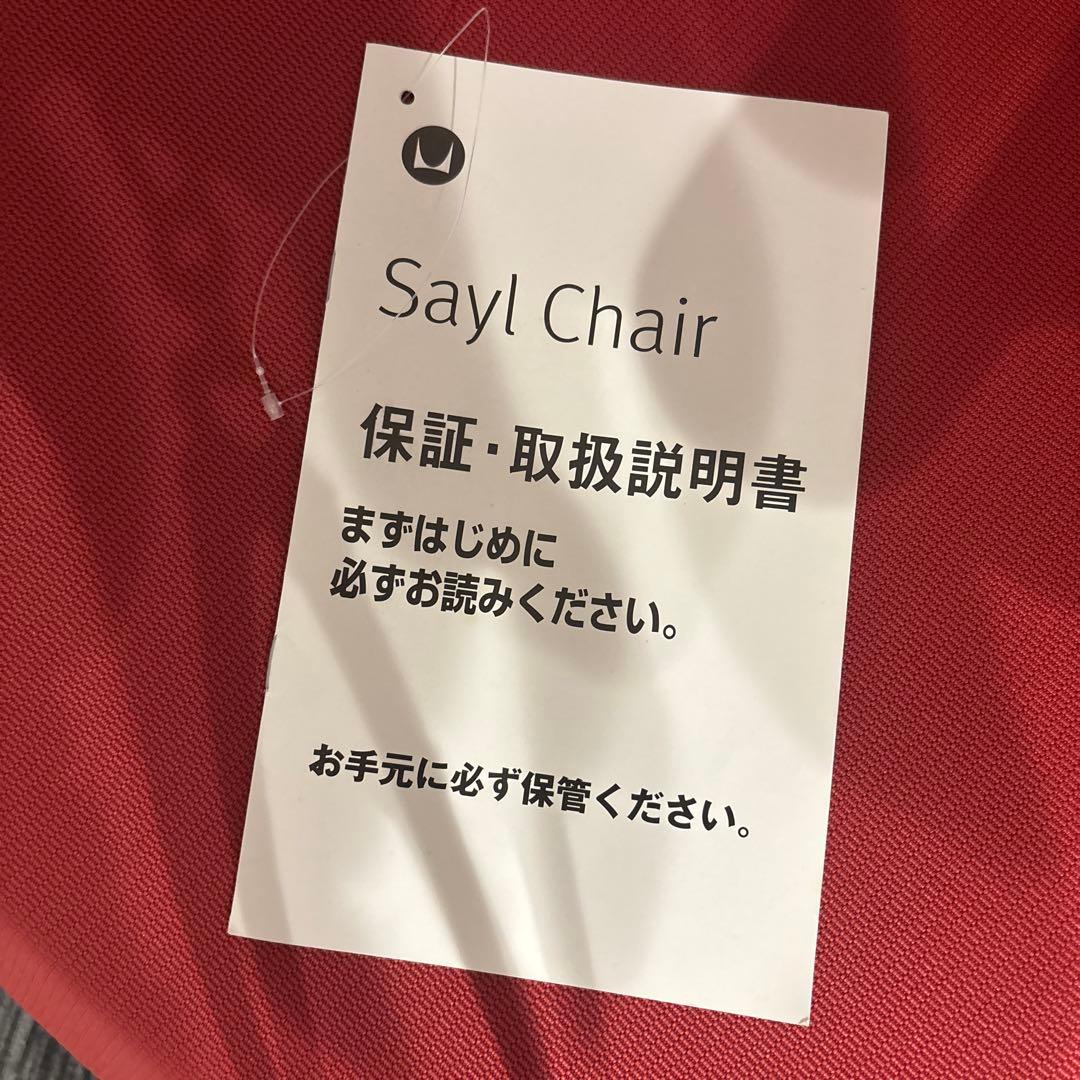 Sayl Chair
保証・取扱説明書
まずはじめに
必ずお読みください。
お手元に必ず保管ください。